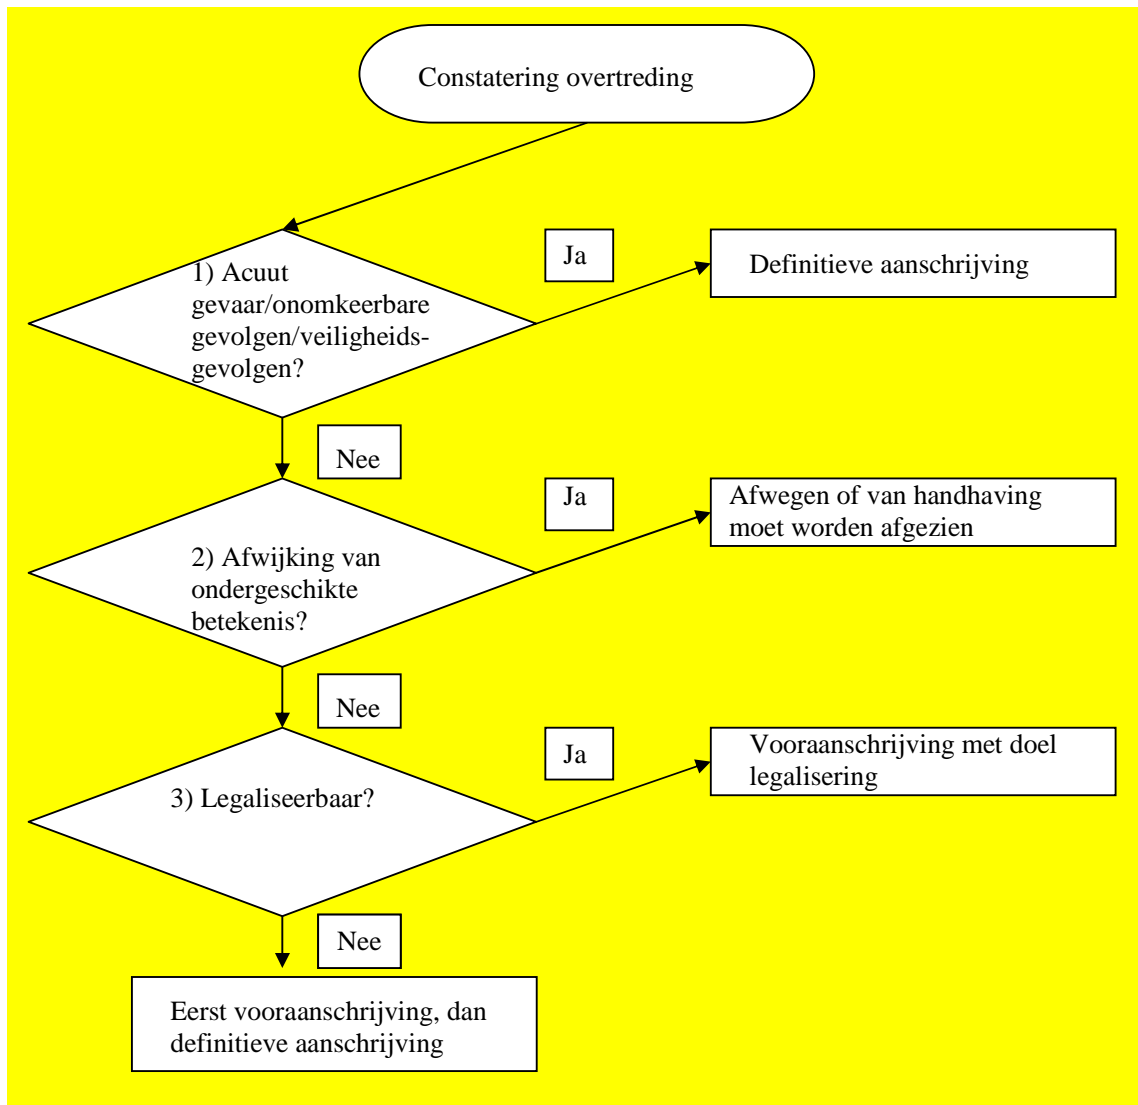 Constatering overtreding
1) Acuut
gevaar/onomkeerbare
gevolgen/veiligheids-
gevolgen?
Ja
Definitieve aanschrijving
Nee
2) Afwijking van
ondergeschikte
betekenis?
Ja
Afwegen of van handhaving
moet worden afgezien
Nee
3) Legaliseerbaar?
Ja
Vooraanschrijving met doel
legalisering
Nee
Eerst vooraanschrijving, dan
definitieve aanschrijving